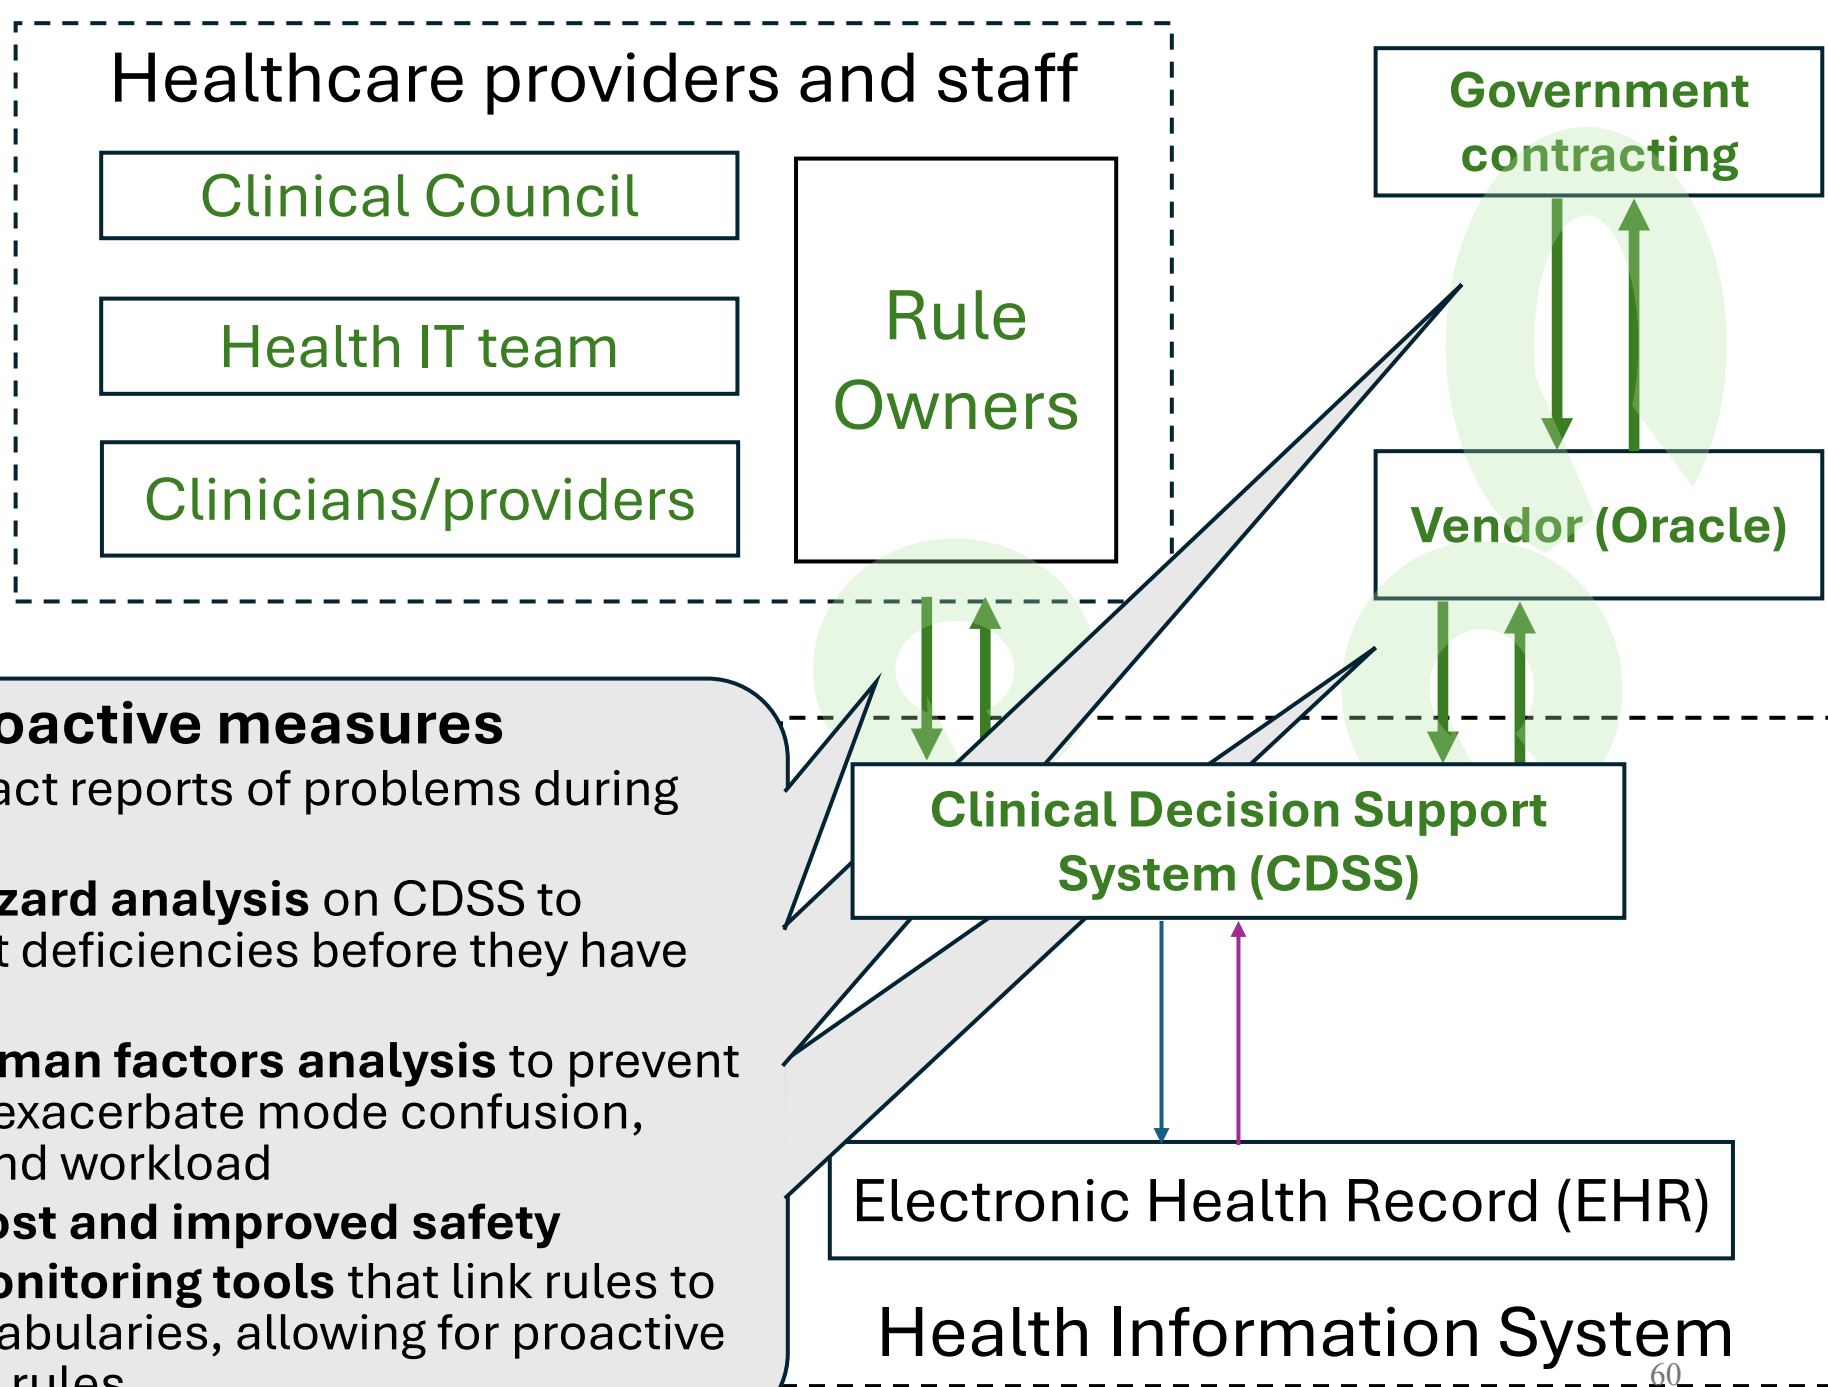 Healthcare providers and staff
Clinical Council
Health IT team
Clinicians/providers
Rule
Owners
Government
contracting
Vendor (Oracle)
oactive measures
act reports of problems during
zard analysis on CDSS to
t deficiencies before they have
man factors analysis to prevent
exacerbate mode confusion,
nd workload
ost and improved safety
onitoring tools that link rules to
abularies, allowing for proactive
rules
Clinical Decision Support
System (CDSS)
Electronic Health Record (EHR)
Health Information System
60